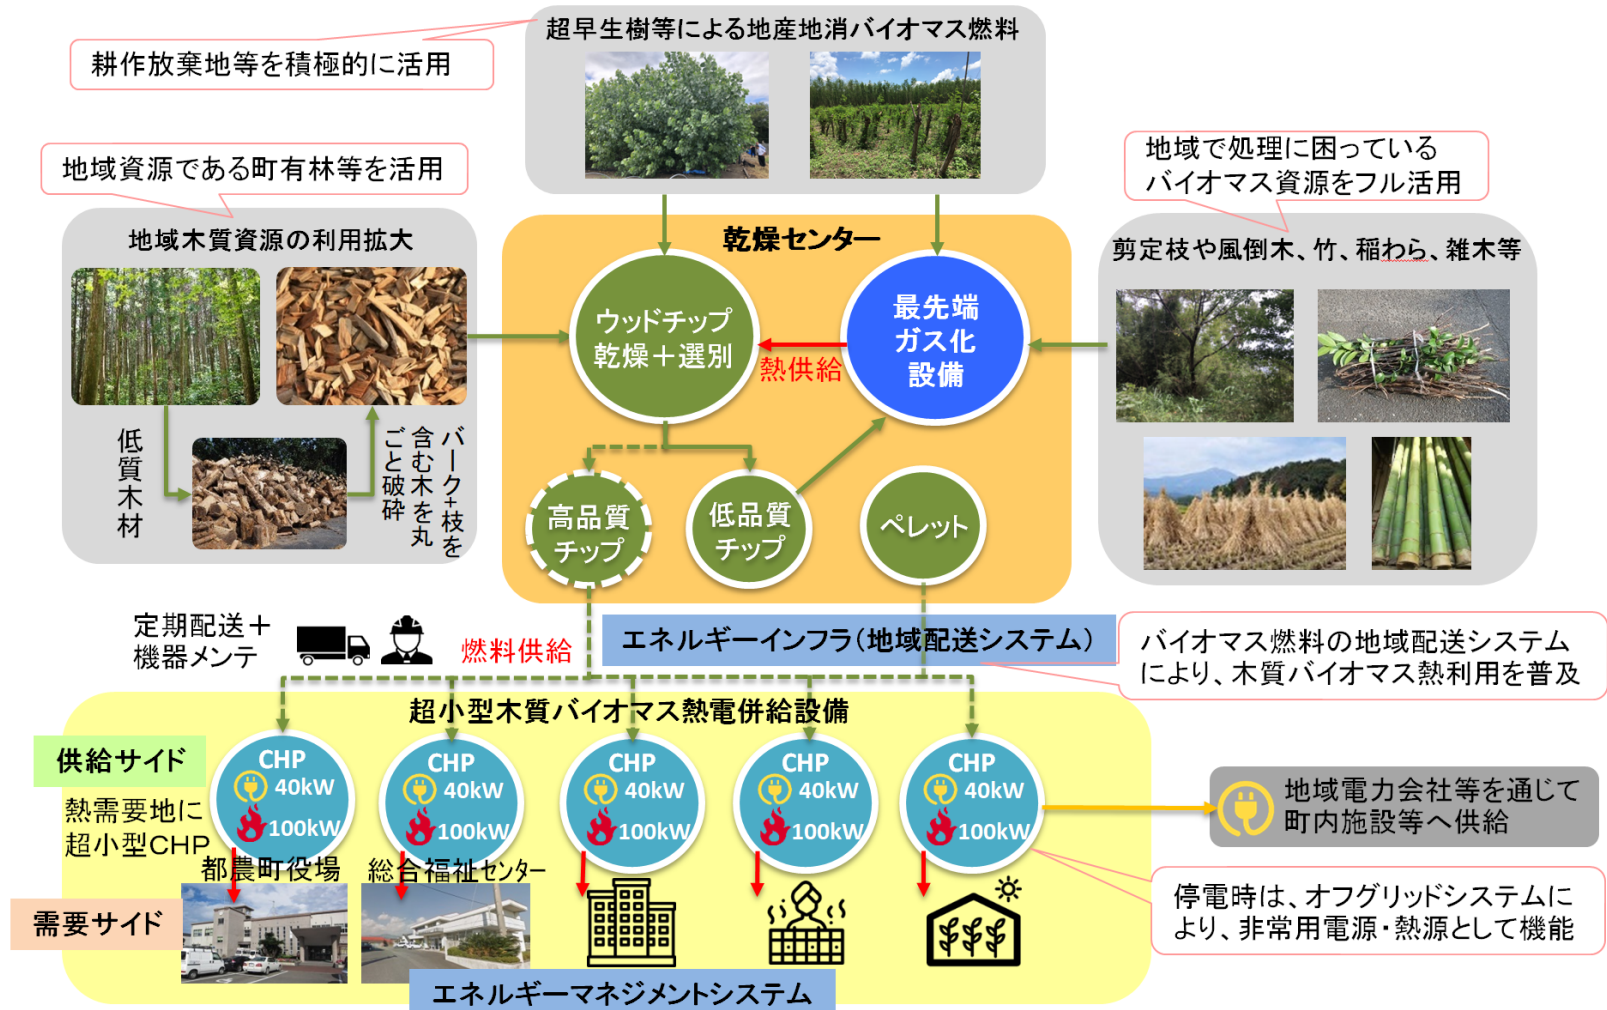 超早生樹等による地産地消バイオマス燃料
耕作放棄地等を積極的に活用
地域資源である町有林等を活用
地域で処理に困っている
バイオマス資源をフル活用
地域木質資源の利用拡大
乾燥センター
剪定枝や風倒木、竹、稲わら、雑木等
ウッドチップ
乾燥＋選別
最先端
ガス化
設備
熱供給
低質木材
バーク+枝を
含む木を丸
ごと破砕
高品質
チップ
低品質
チップ
ペレット
定期配送＋
機器メンテ
燃料供給
エネルギーインフラ（地域配送システム）
バイオマス燃料の地域配送システム
により、木質バイオマス熱利用を普及
超小型木質バイオマス熱電併給設備
供給サイド
熱需要地に
超小型CHP
CHP
40kW
100kW
CHP
40kW
100kW
CHP
40kW
100kW
CHP
40kW
100kW
CHP
40kW
100kW
地域電力会社等を通じて
町内施設等へ供給
都農町役場
総合福祉センター
需要サイド
停電時は、オフグリッドシステムに
より、非常用電源・熱源として機能
エネルギーマネジメントシステム